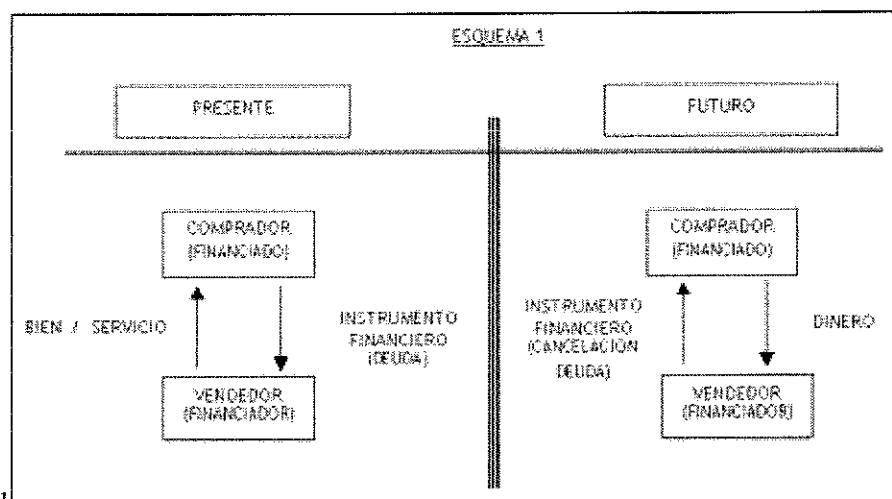 ESQUEMA 1
PRESENTE
FUTURO
COMPRADOR
(FINANCIADO)
BIEN / SERVICIO
INSTRUMENTO
FINANCIERO
(DEUDA)
VENDEDOR
(FINANCIADOR)
COMPRADOR
(FINANCIADO)
INSTRUMENTO
FINANCIERO
(CANCELACION
DEUDA)
DINERO
VENDEDOR
(FINANCIADOR)